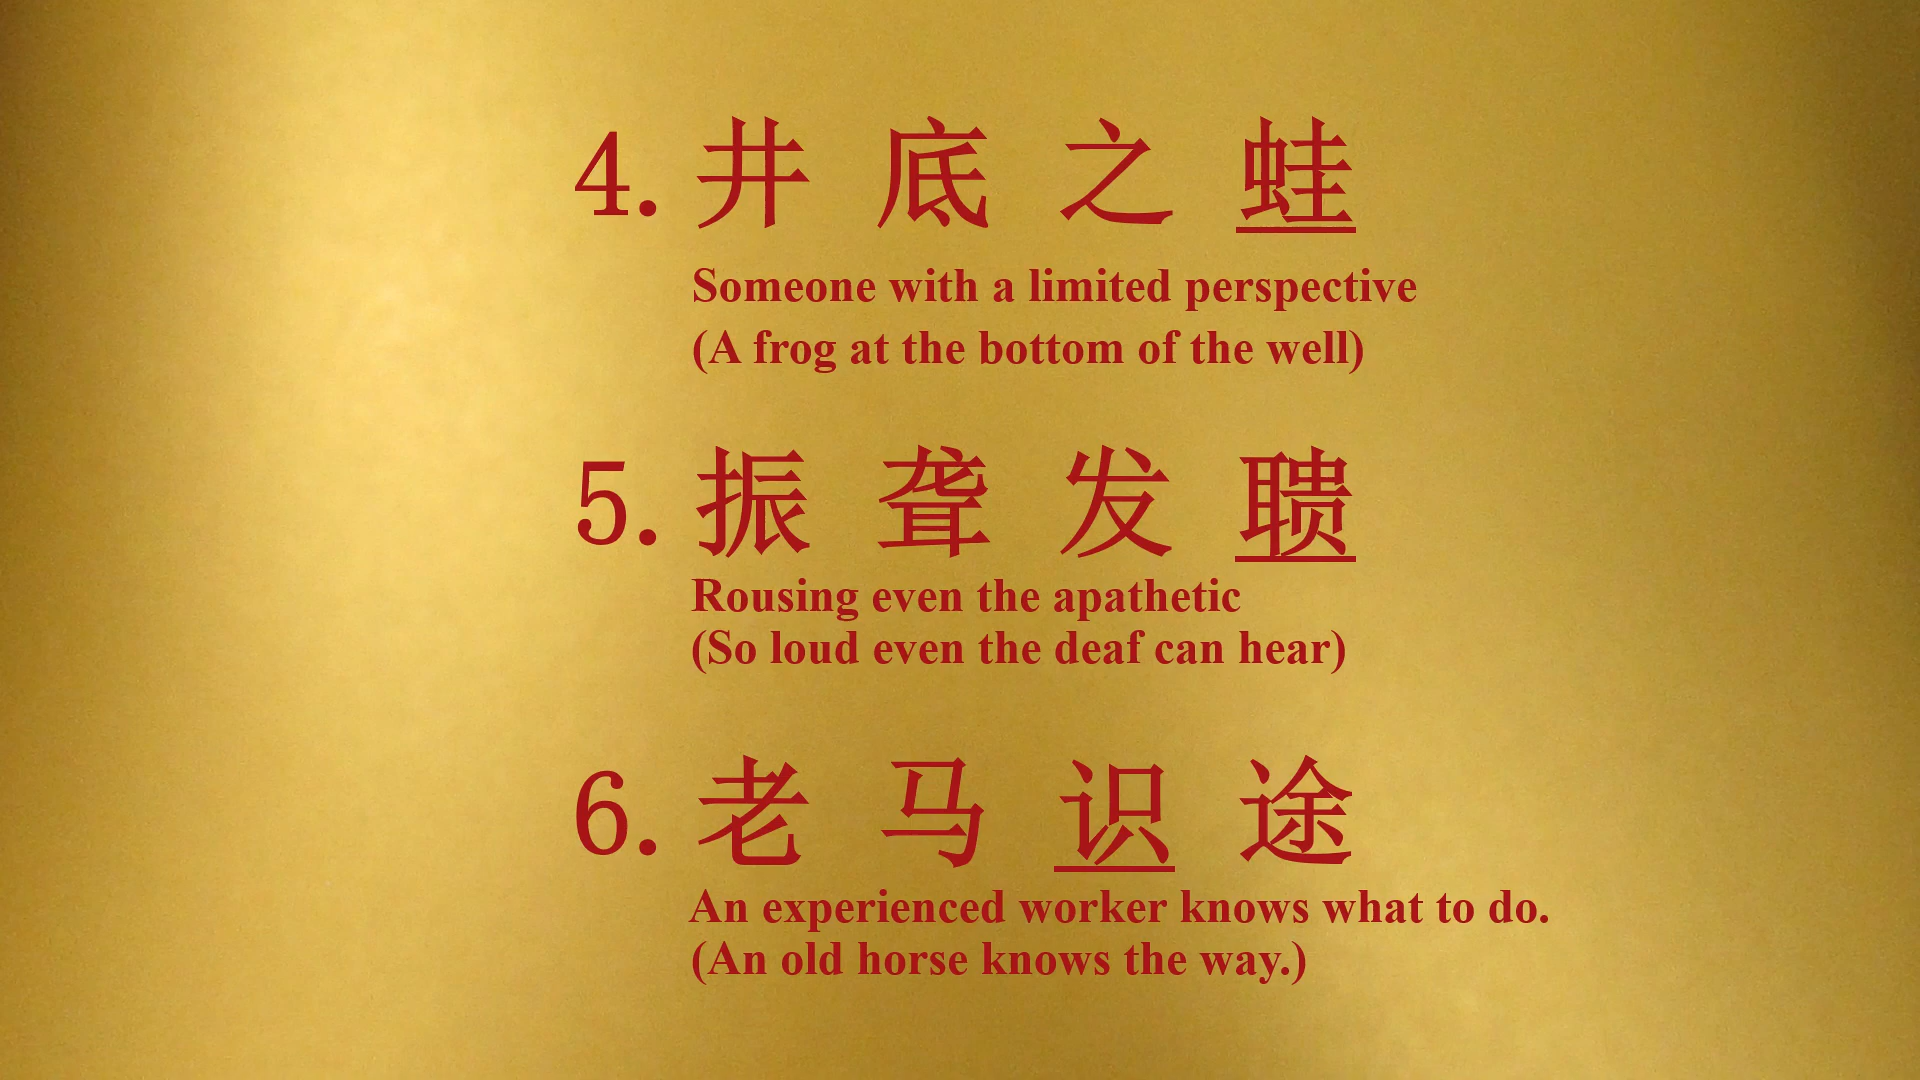 4. 井 底 之 蛙
Someone with a limited perspective
(A frog at the bottom of the well)
5. 振 聋 发 聩
Rousing even the apathetic
(So loud even the deaf can hear)
6. 老 马 识 途
An experienced worker knows what to do.
(An old horse knows the way.)